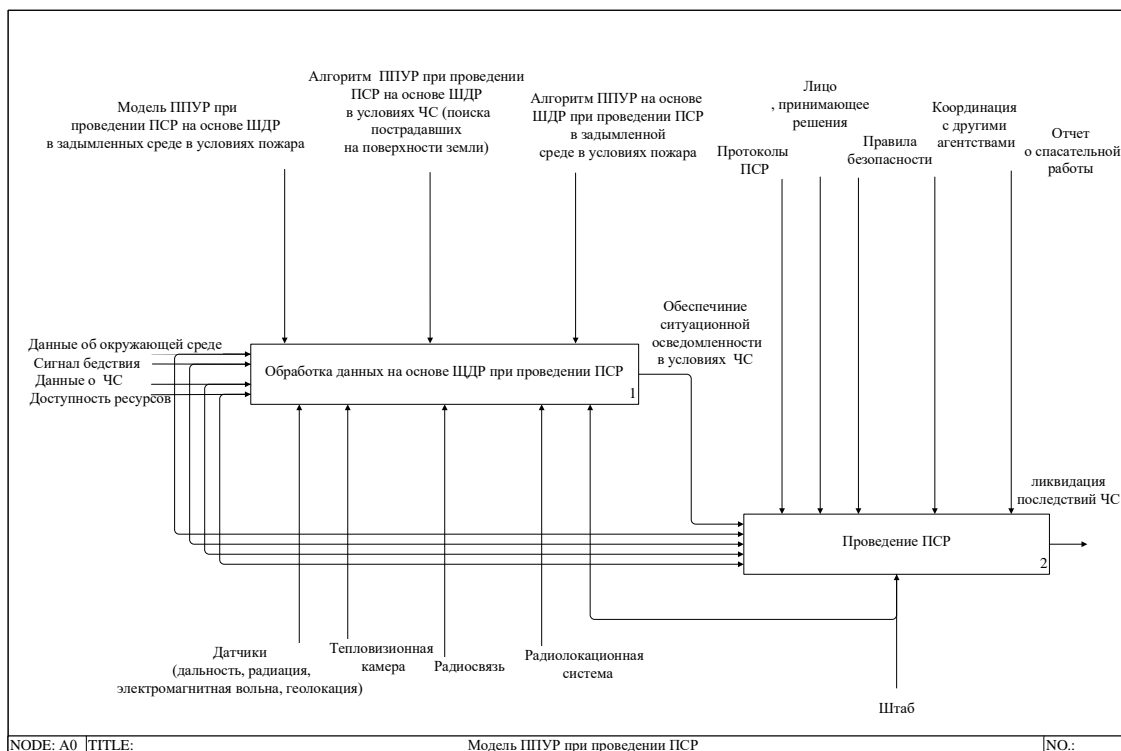 Модель ППУР при
проведении ПСР на основе ШДР
в задымленных среде в условиях пожара
Алгоритм ППУР при проведении
ПСР на основе ШДР
в условиях ЧС (поиска
пострадавших
на поверхности земли)
Алгоритм ППУР на основе
ШДР при проведении ПСР
в задымленной
среде в условиях пожара
Протоколы
ПСР
Лицо
, принимающее
решения
Правила
безопасности
Координация
с другими
агентствами
Отчет
о спасательной
работы
Данные об окружающей среде
Сигнал бедствия
Данные о ЧС
Доступность ресурсов
Обработка данных на основе ЩДР при проведении ПСР
1
Обеспечиние
ситуационной
осведомленности
в условиях ЧС
ликвидация
последствий ЧС
Проведение ПСР
2
Датчики
(дальность, радиация,
электромагнитная вольна, геолокация)
Тепловизионная
камера
Радиосвязь
Радиолокационная
система
Штаб
NODE: A0 TITLE: Модель ППУР при проведении ПСР NO.: